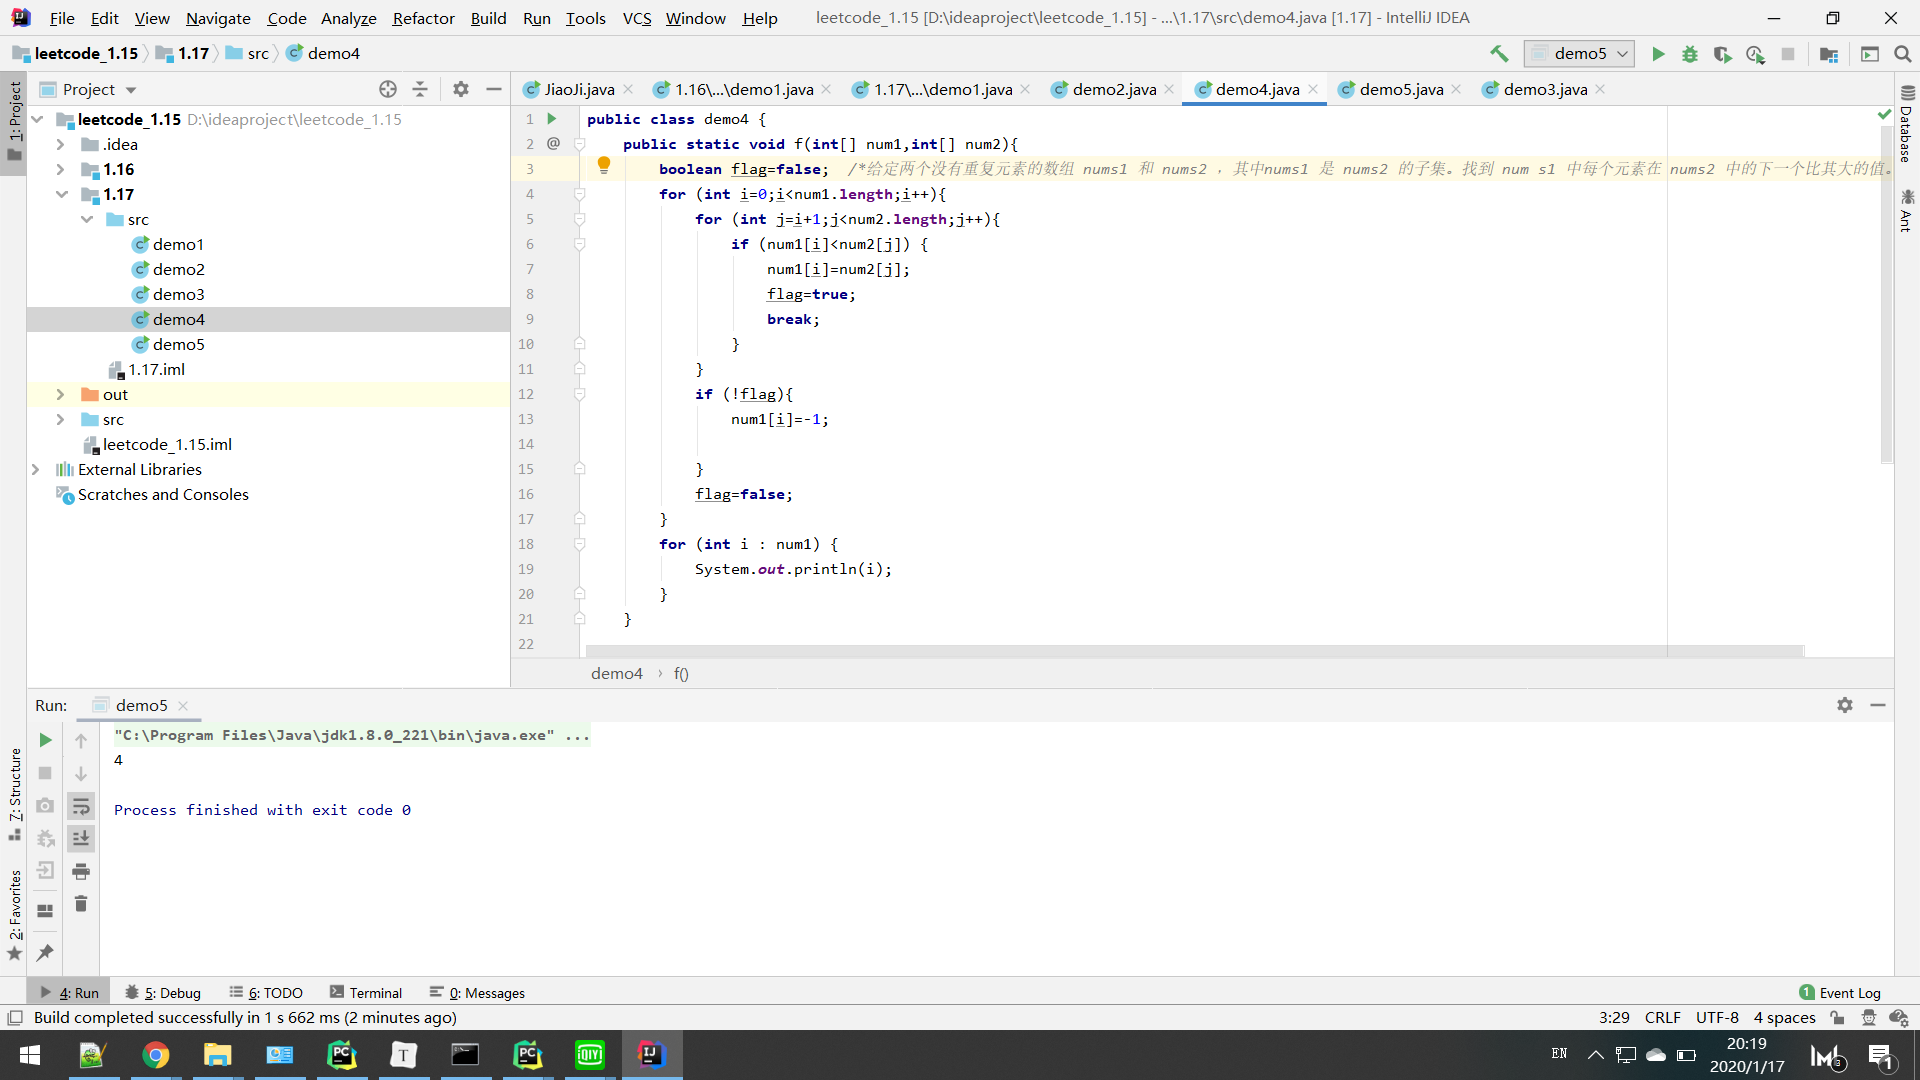 File Edit View Navigate Code Analyze Refactor Build Run Tools VCS Window Help leetcode_1.15 [D:\ideaproject\leetcode_1.15] - ...\1.17\src\demo4.java [1.17] - IntelliJ IDEA
leetcode_1.15 1.17 src demo4 demo5
1: Project
Project
JiaoJi.java 1.16\...\demo1.java 1.17\...\demo1.java demo2.java demo4.java demo5.java demo3.java
leetcode_1.15 D:\ideaproject\leetcode_1.15
.idea
1.16
1.17
src
demo1
demo2
demo3
demo4
demo5
1.17.iml
out
src
leetcode_1.15.iml
External Libraries
Scratches and Consoles
1 public class demo4 {
2 @ public static void f(int[] num1,int[] num2){
3 boolean flag=false; /*给定两个没有重复元素的数组 nums1 和 nums2 ，其中nums1 是 nums2 的子集。找到 num s1 中每个元素在 nums2 中的下一个比其大的值。
4 for (int i=0;i<num1.length;i++){
5 for (int j=i+1;j<num2.length;j++){
6 if (num1[i]<num2[j]) {
7 num1[i]=num2[j];
8 flag=true;
9 break;
10 }
11 }
12 if (!flag){
13 num1[i]=-1;
14
15 }
16 flag=false;
17 }
18 for (int i : num1) {
19 System.out.println(i);
20 }
21 }
22
demo4 › f()
Database
Ant
Run: demo5
"C:\Program Files\Java\jdk1.8.0_221\bin\java.exe" ...
4
Process finished with exit code 0
7: Structure
2: Favorites
4: Run 5: Debug 6: TODO Terminal 0: Messages 1 Event Log
Build completed successfully in 1 s 662 ms (2 minutes ago) 3:29 CRLF UTF-8 4 spaces
PC T PC iQIY IJ EN 20:19 3 1
2020/1/17